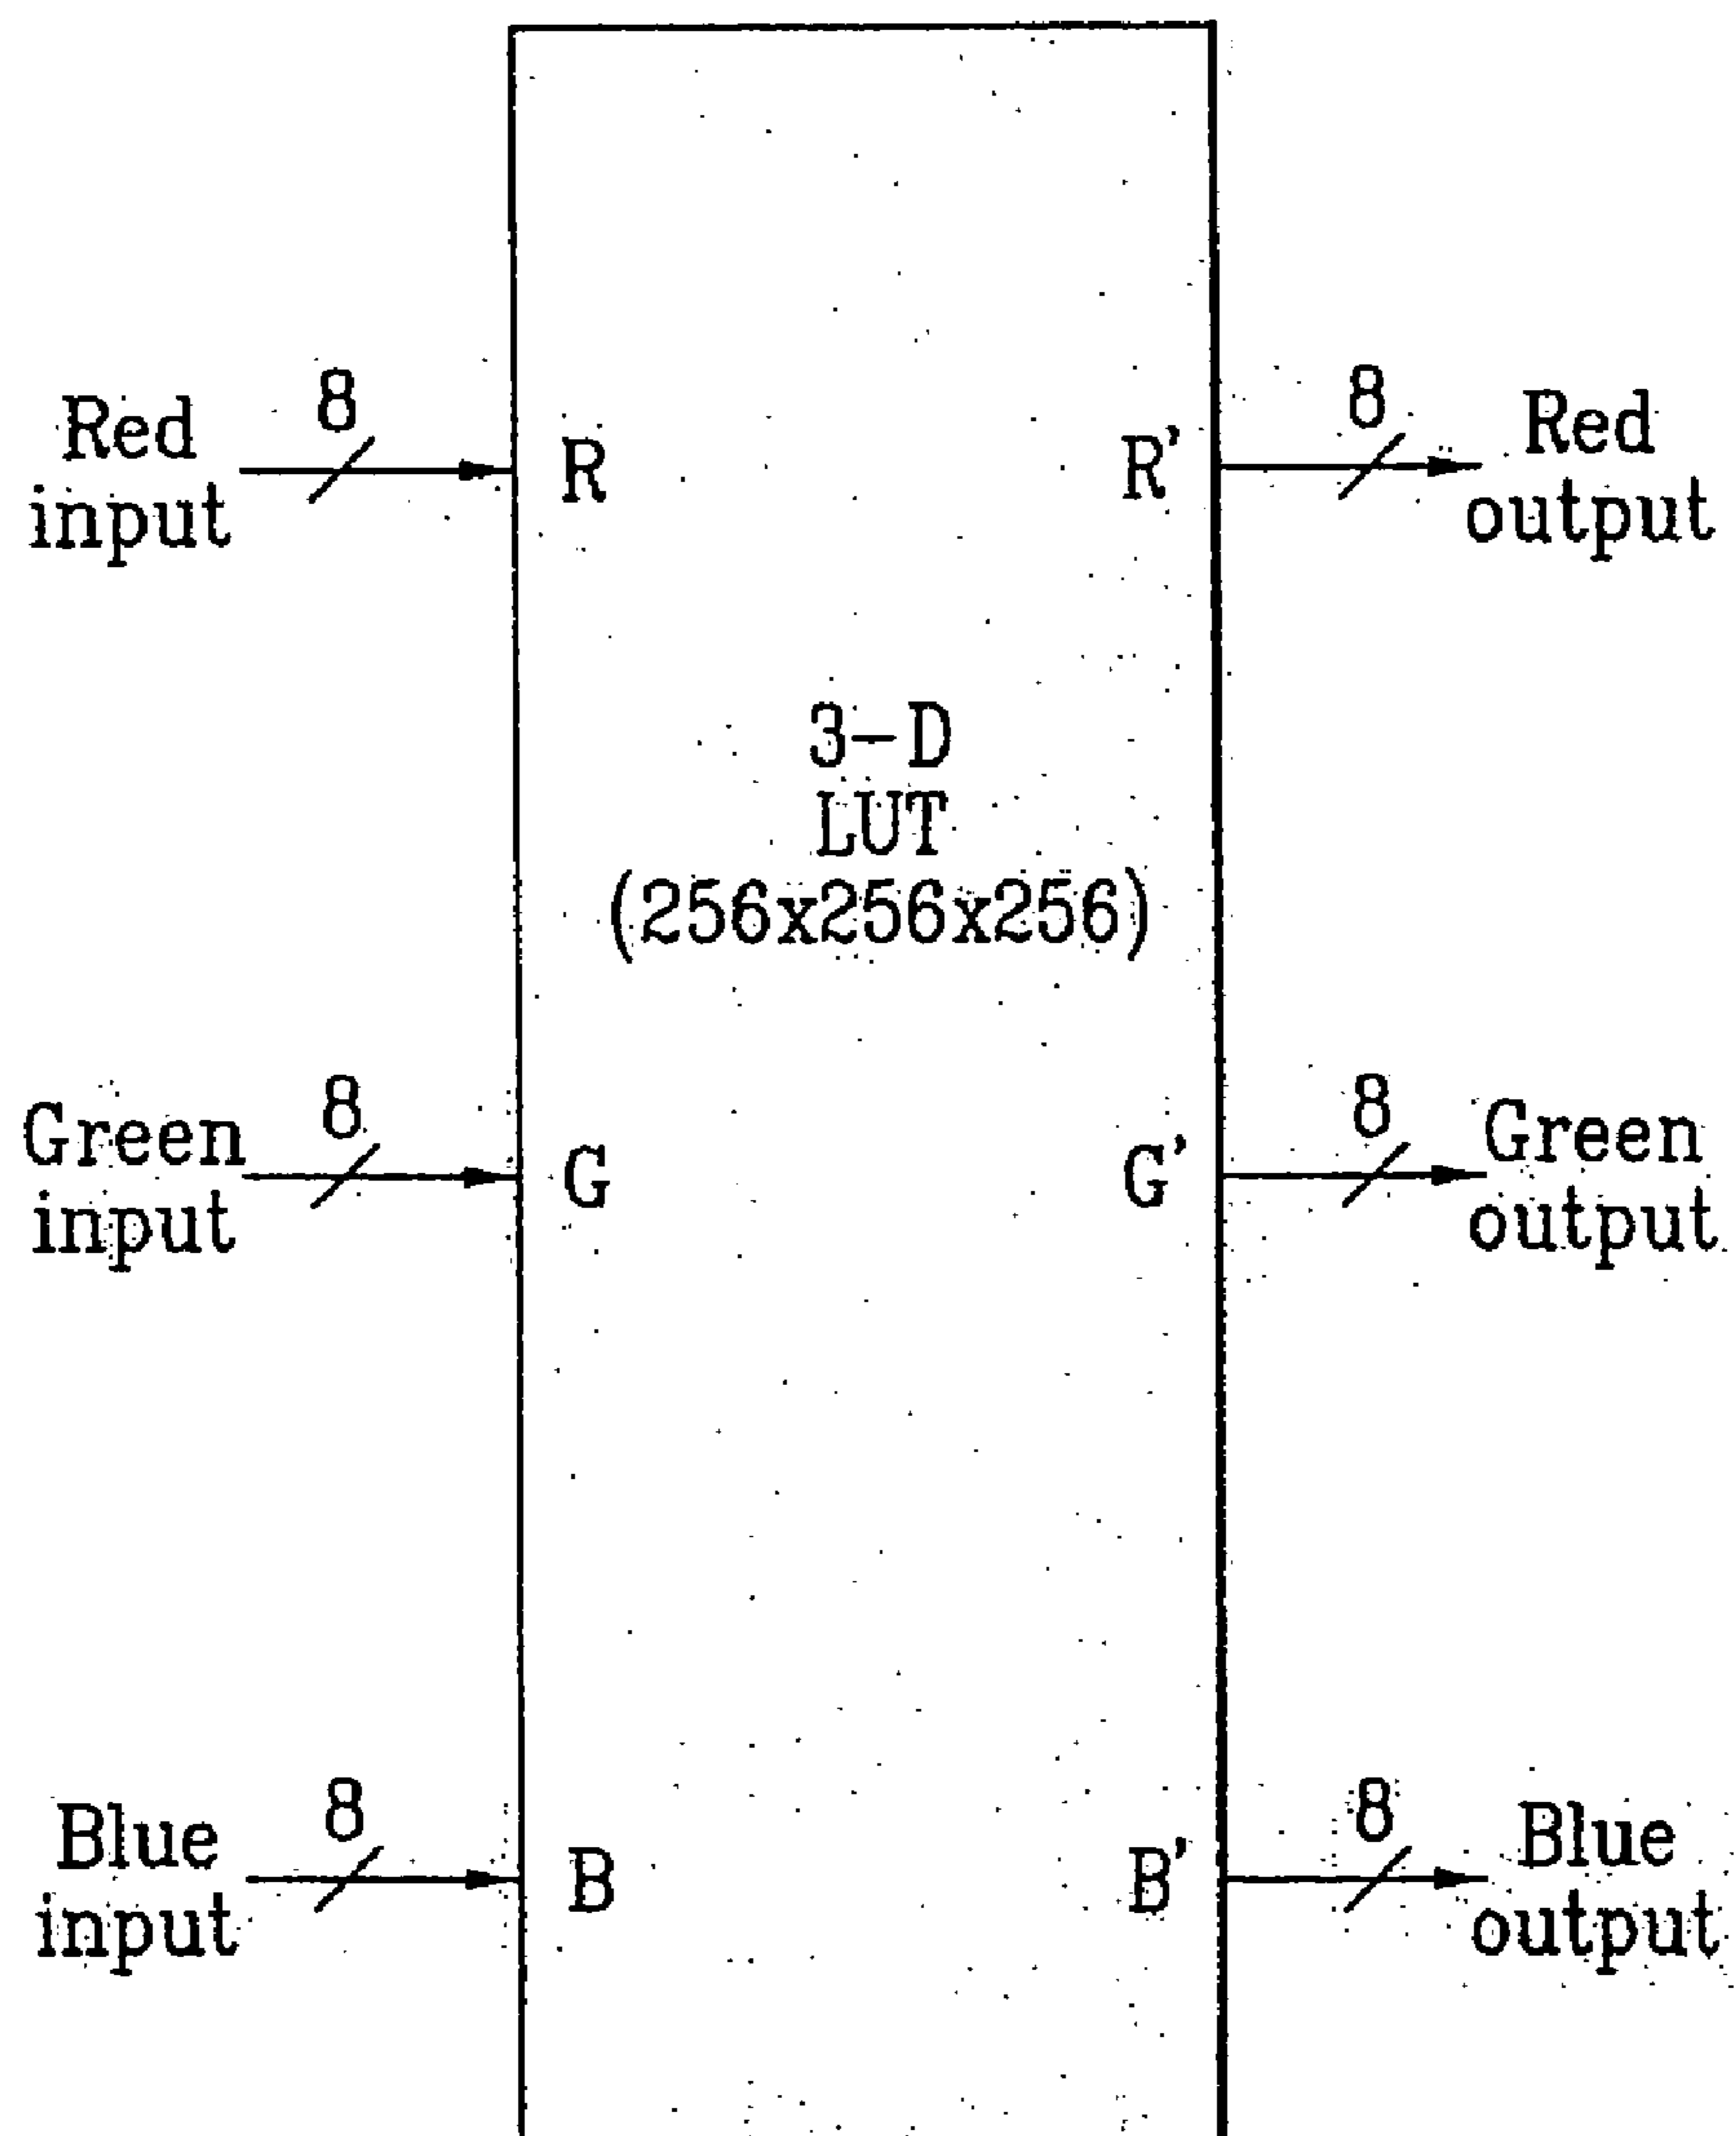 8
8
Red
input
R
R'
Red
output
3-D
LUT
(256x256x256)
8
8
Green
input
G
G'
Green
output
8
8
Blue
input
B
B'
Blue
output